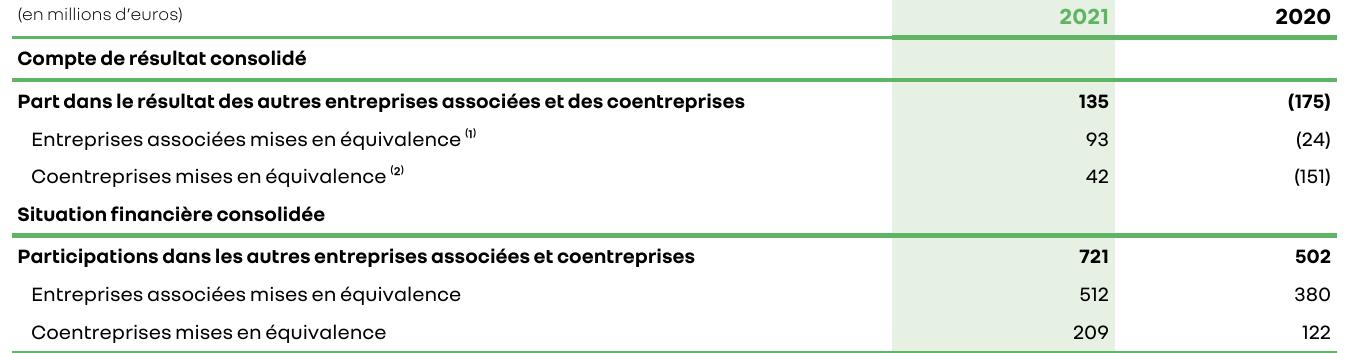 (en millions d’euros) 2021 2020
Compte de résultat consolidé
Part dans le résultat des autres entreprises associées et des coentreprises 135 (175)
Entreprises associées mises en équivalence (1) 93 (24)
Coentreprises mises en équivalence (2) 42 (151)
Situation financière consolidée
Participations dans les autres entreprises associées et coentreprises 721 502
Entreprises associées mises en équivalence 512 380
Coentreprises mises en équivalence 209 122